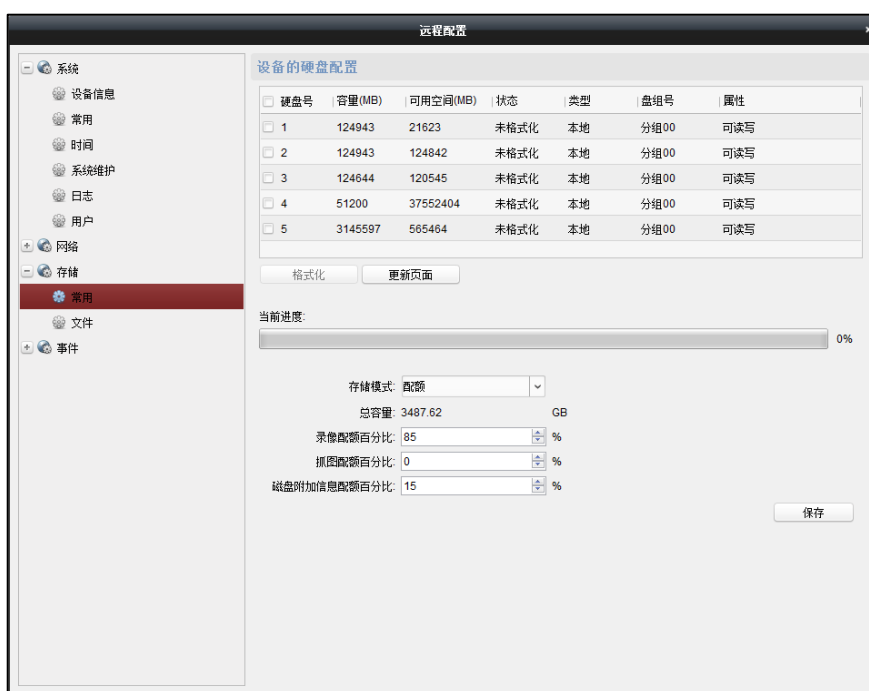 远程配置
系统
设备信息
常用
时间
系统维护
日志
用户
网络
存储
常用
文件
事件
设备的硬盘配置
硬盘号 容量(MB) 可用空间(MB) 状态 类型 盘组号 属性
1 124943 21623 未格式化 本地 分组00 可读写
2 124943 124842 未格式化 本地 分组00 可读写
3 124644 120545 未格式化 本地 分组00 可读写
4 51200 37552404 未格式化 本地 分组00 可读写
5 3145597 565464 未格式化 本地 分组00 可读写
格式化 更新页面
当前进度:
0%
存储模式: 配额
总容量: 3487.62 GB
录像配额百分比: 85 %
抓图配额百分比: 0 %
磁盘附加信息配额百分比: 15 %
保存